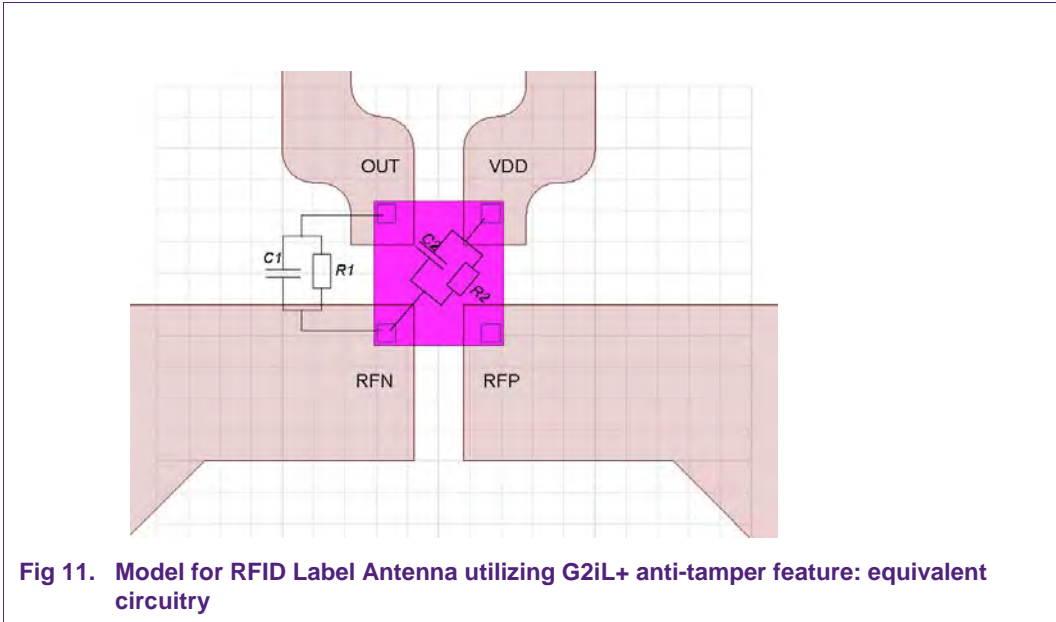 OUT VDD
C1 R1 C2 R2
RFN RFP
Fig 11. Model for RFID Label Antenna utilizing G2iL+ anti-tamper feature: equivalent
circuitry